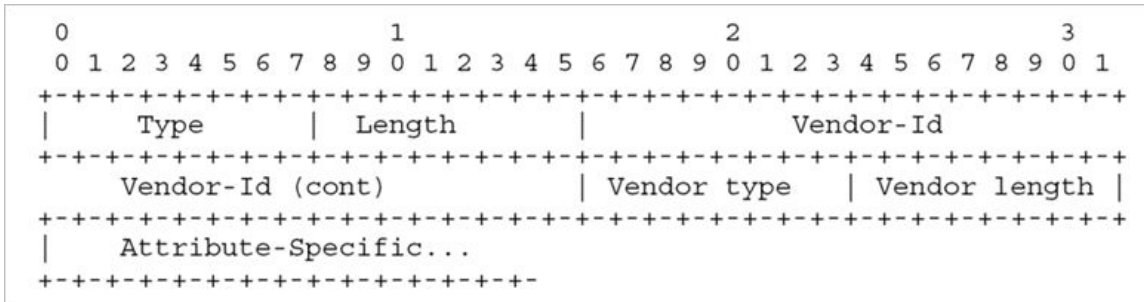 0                   1                   2                   3
 0 1 2 3 4 5 6 7 8 9 0 1 2 3 4 5 6 7 8 9 0 1 2 3 4 5 6 7 8 9 0 1
+-+-+-+-+-+-+-+-+-+-+-+-+-+-+-+-+-+-+-+-+-+-+-+-+-+-+-+-+-+-+-+-+
|     Type      |  Length       |            Vendor-Id
+-+-+-+-+-+-+-+-+-+-+-+-+-+-+-+-+-+-+-+-+-+-+-+-+-+-+-+-+-+-+-+-+
     Vendor-Id (cont)           | Vendor type   | Vendor length |
+-+-+-+-+-+-+-+-+-+-+-+-+-+-+-+-+-+-+-+-+-+-+-+-+-+-+-+-+-+-+-+-+
|    Attribute-Specific...
+-+-+-+-+-+-+-+-+-+-+-+-+-+-+-